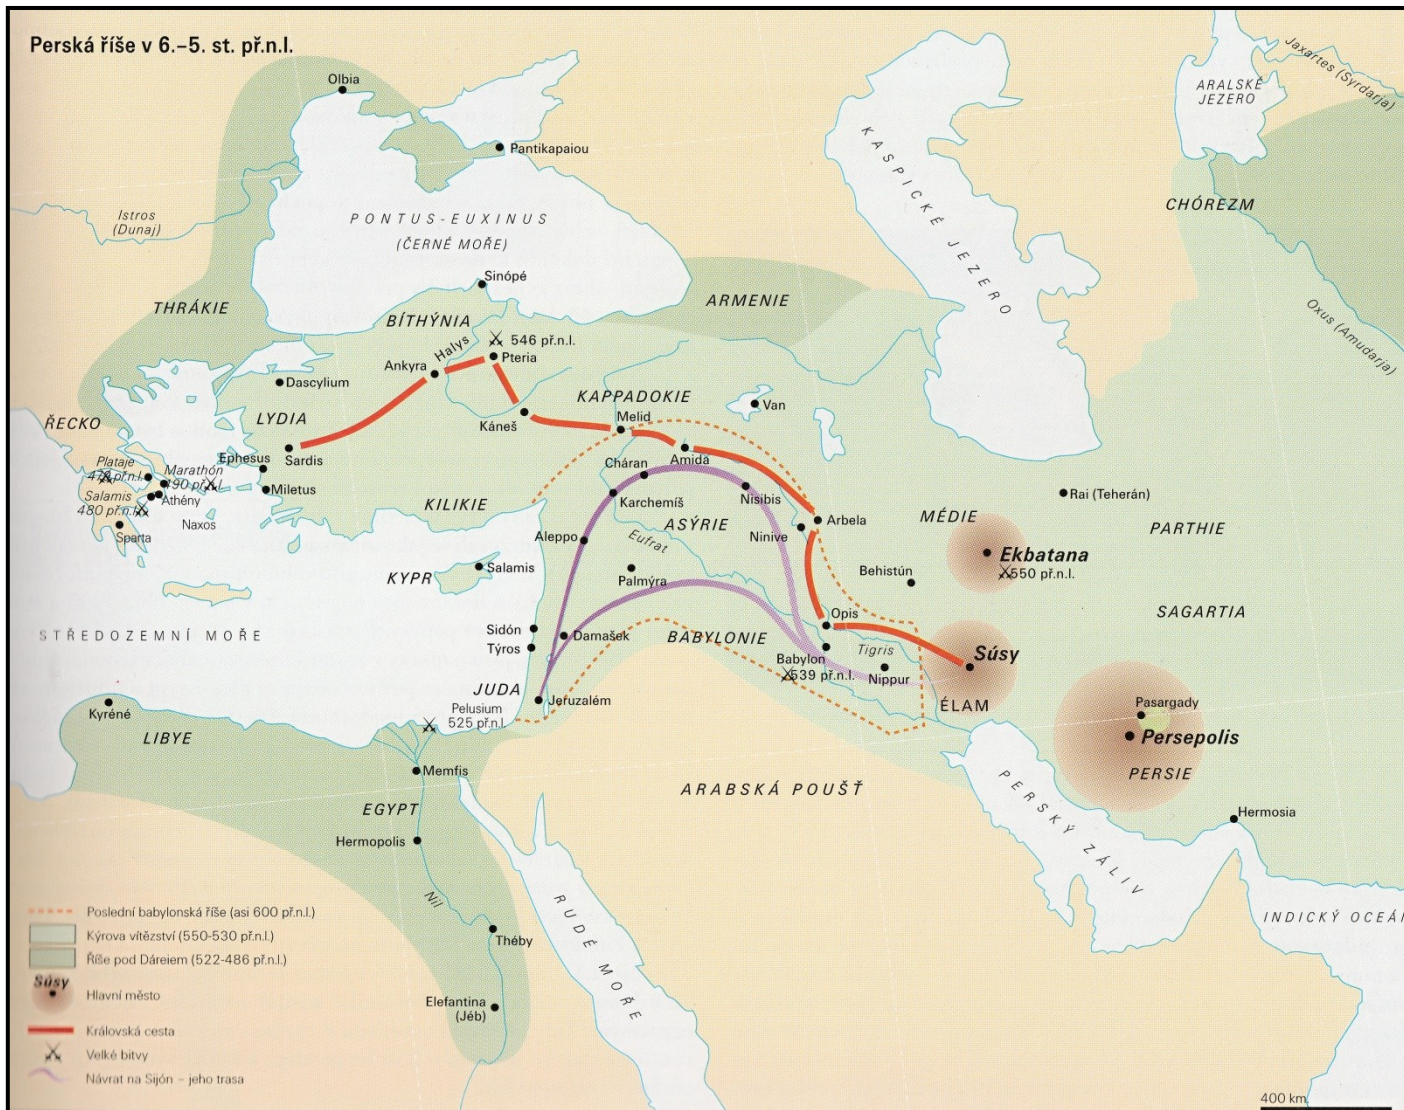 Perská říše v 6.–5. st. př.n.l.
Olbia
Pantikapaiou
Jaxartes (Syrdarja)
ARALSKÉ
JEZERO
KASPICKÉ JEZERO
CHÓREZM
Oxus (Amudarja)
Istros
(Dunaj)
PONTUS-EUXINUS
(ČERNÉ MOŘE)
Sinópé
THRÁKIE
BÍTHÝNIA
ARMENIE
Halys
546 př.n.l.
Pteria
Ankyra
Dascylium
LYDIA
KAPPADOKIE
Van
ŘECKO
Káneš
Melid
Sardis
Ephesus
Amida
Cháran
Plataje
479 př.n.l.
Marathón
490 př.n.l.
Miletus
Salamis
480 př.n.l.
Athény
Naxos
Sparta
KILIKIE
Karchemíš
Nisibis
Rai (Teherán)
ASÝRIE
Arbela
Ninive
MÉDIE
PARTHIE
Aleppo
Eufrat
Ekbatana
550 př.n.l.
KYPR
Salamis
Palmýra
Behistún
SAGARTIA
STŘEDOZEMNÍ MOŘE
Sidón
Týros
Damašek
BABYLONIE
Opis
Tigris
Babylon
539 př.n.l.
Nippur
Súsy
ÉLAM
JUDA
Jeruzalém
Pelusium
525 př.n.l.
Kyréné
LIBYE
Pasargady
Persepolis
PERSIE
Memfis
EGYPT
ARABSKÁ POUŠŤ
PERSKÝ ZÁLIV
Hermosia
Hermopolis
Nil
RUDÉ MOŘE
INDICKÝ OCEÁN
Théby
Elefantina
(Jéb)
Poslední babylonská říše (asi 600 př.n.l.)
Kýrova vítězství (550-530 př.n.l.)
Říše pod Dáreiem (522-486 př.n.l.)
Súsy
Hlavní město
Královská cesta
Velké bitvy
Návrat na Sijón – jeho trasa
400 km